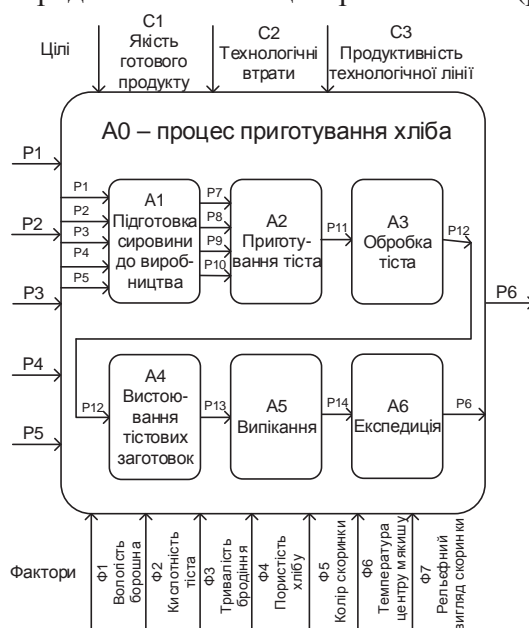 С1
Якість
готового
продукту
С2
Технологічні
втрати
С3
Продуктивність
технологічної лінії
Цілі
А0 – процес приготування хліба
Р1
Р2
Р3
Р4
Р5
Р1
Р2
Р3
Р4
Р5
А1
Підготовка
сировини
до вироб-
ництва
Р7
Р8
Р9
Р10
А2
Приготу-
вання тіста
Р11
А3
Обробка
тіста
Р12
Р6
Р12
А4
Вистою-
вання
тістових
заготовок
Р13
А5
Випікання
Р14
А6
Експедиція
Р6
Фактори
Ф1
Вологість
борошна
Ф2
Кислотність
тіста
Ф3
Тривалість
бродіння
Ф4
Пористість
хлібу
Ф5
Колір скоринки
Ф6
Температура
центру мякишу
Ф7
Рельєфний
вигляд скоринки